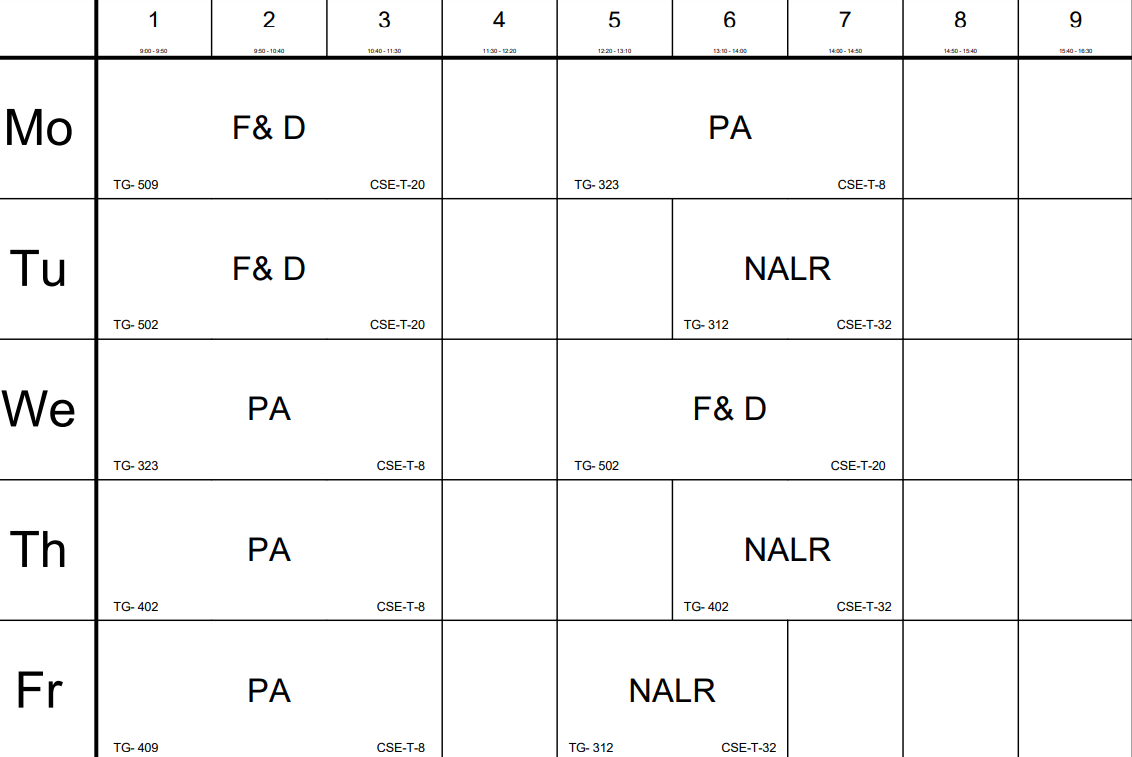 1 2 3 4 5 6 7 8 9
9:00 - 9:50 9:50 - 10:40 10:40 - 11:30 11:30 - 12:20 12:20 - 13:10 13:10 - 14:00 14:00 - 14:50 14:50 - 15:40 15:40 - 16:30
Mo F& D PA
TG- 509 CSE-T-20 TG- 323 CSE-T-8
Tu F& D NALR
TG- 502 CSE-T-20 TG- 312 CSE-T-32
We PA F& D
TG- 323 CSE-T-8 TG- 502 CSE-T-20
Th PA NALR
TG- 402 CSE-T-8 TG- 402 CSE-T-32
Fr PA NALR
TG- 409 CSE-T-8 TG- 312 CSE-T-32